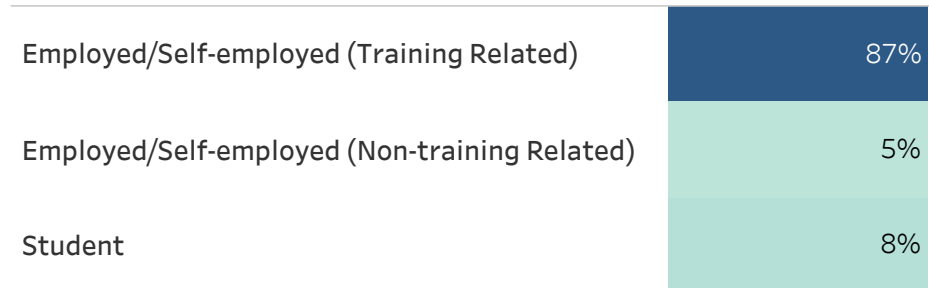 Employed/Self-employed (Training Related) 87%
Employed/Self-employed (Non-training Related) 5%
Student 8%